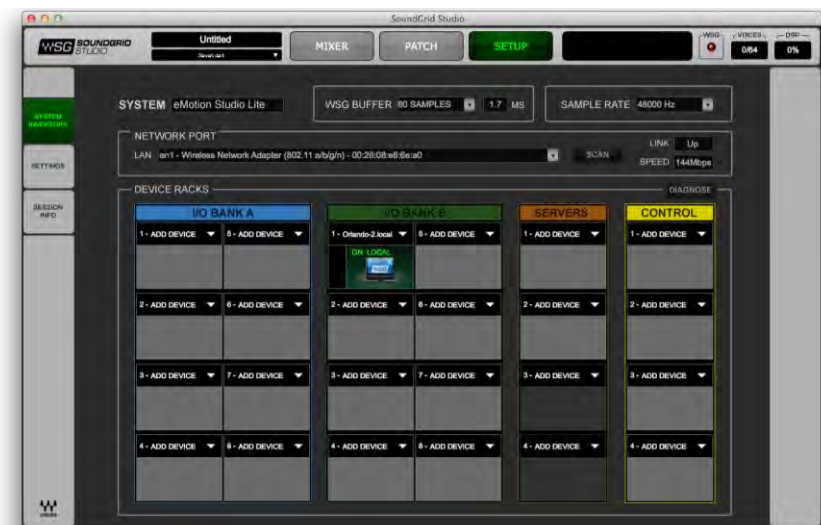 SoundGrid Studio
WSG SOUNDGRID STUDIO
Untitled
MIXER
PATCH
SETUP
WSG
VOICES
0/64
DSP
0%
SYSTEM INVENTORY
SETTINGS
SESSION INFO
SYSTEM eMotion Studio Lite
WSG BUFFER 80 SAMPLES 1.7 MS
SAMPLE RATE 48000 Hz
NETWORK PORT
LAN en1 - Wireless Network Adapter (802.11 a/b/g/n) - 00:26:08:e6:6e:a0
SCAN
LINK Up
SPEED 144Mbps
DEVICE RACKS
DIAGNOSE
I/O BANK A
I/O BANK B
SERVERS
CONTROL
1 - ADD DEVICE 5 - ADD DEVICE 1 - Orlando-2.local 5 - ADD DEVICE 1 - ADD DEVICE 1 - ADD DEVICE
ON LOCAL
2 - ADD DEVICE 6 - ADD DEVICE 2 - ADD DEVICE 6 - ADD DEVICE 2 - ADD DEVICE 2 - ADD DEVICE
3 - ADD DEVICE 7 - ADD DEVICE 3 - ADD DEVICE 7 - ADD DEVICE 3 - ADD DEVICE 3 - ADD DEVICE
4 - ADD DEVICE 8 - ADD DEVICE 4 - ADD DEVICE 8 - ADD DEVICE 4 - ADD DEVICE 4 - ADD DEVICE